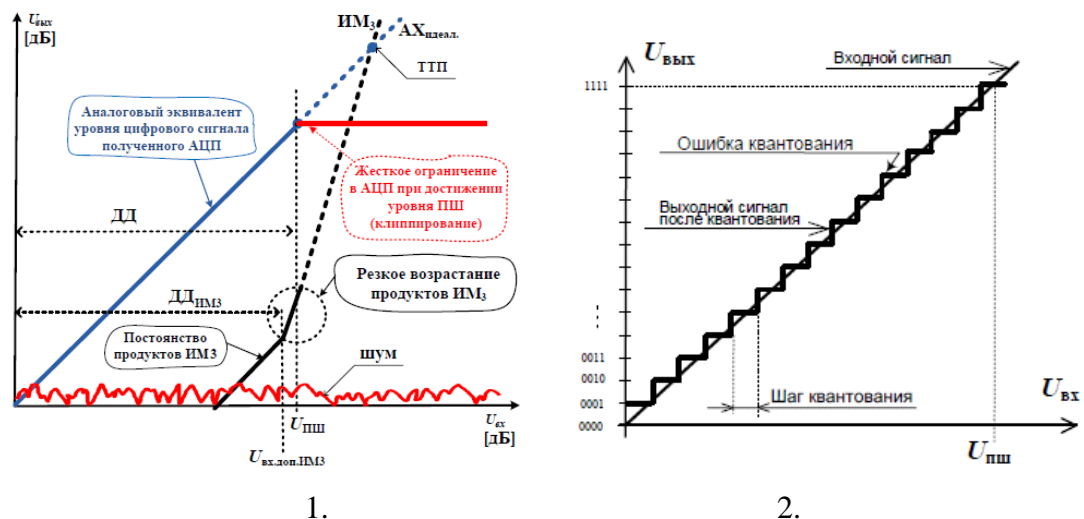 Uвых
[дБ]
ИМ3
АХидеал.
ТТП
Аналоговый эквивалент
уровня цифрового сигнала
полученного АЦП
Жесткое ограничение
в АЦП при достижении
уровня ПШ
(клиппирование)
ДД
Резкое возрастание
продуктов ИМ3
ДДИМ3
Постоянство
продуктов ИМ3
шум
Uвх
[дБ]
UПШ
Uвх.доп.ИМ3
1.
Uвых
Входной сигнал
1111
Ошибка квантования
Выходной сигнал
после квантования
0011
0010
0001
0000
Шаг квантования
Uвх
Uпш
2.